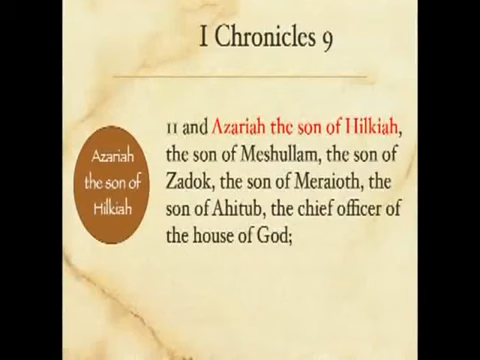 I Chronicles 9
11 and Azariah the son of Hilkiah,
the son of Meshullam, the son of
Zadok, the son of Meraioth, the
son of Ahitub, the chief officer of
the house of God;
Azariah
the son of
Hilkiah